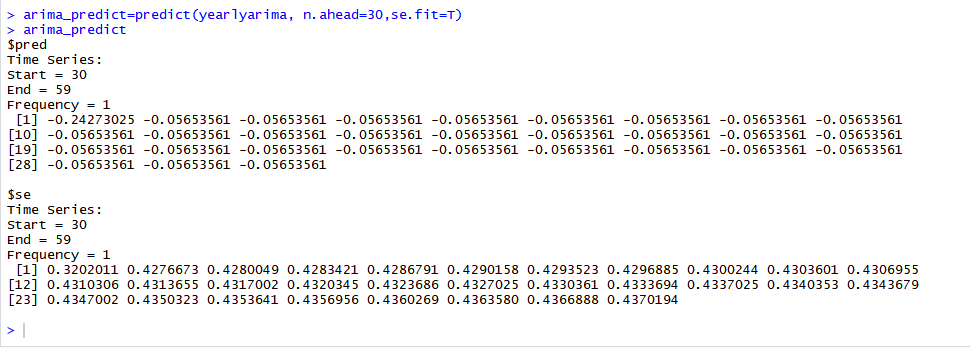 > arima_predict=predict(yearlyarima, n.ahead=30,se.fit=T)
> arima_predict
$pred
Time Series:
Start = 30
End = 59
Frequency = 1
 [1] -0.24273025 -0.05653561 -0.05653561 -0.05653561 -0.05653561 -0.05653561 -0.05653561 -0.05653561 -0.05653561
[10] -0.05653561 -0.05653561 -0.05653561 -0.05653561 -0.05653561 -0.05653561 -0.05653561 -0.05653561 -0.05653561
[19] -0.05653561 -0.05653561 -0.05653561 -0.05653561 -0.05653561 -0.05653561 -0.05653561 -0.05653561 -0.05653561
[28] -0.05653561 -0.05653561 -0.05653561
$se
Time Series:
Start = 30
End = 59
Frequency = 1
 [1] 0.3202011 0.4276673 0.4280049 0.4283421 0.4286791 0.4290158 0.4293523 0.4296885 0.4300244 0.4303601 0.4306955
[12] 0.4310306 0.4313655 0.4317002 0.4320345 0.4323686 0.4327025 0.4330361 0.4333694 0.4337025 0.4340353 0.4343679
[23] 0.4347002 0.4350323 0.4353641 0.4356956 0.4360269 0.4363580 0.4366888 0.4370194
>